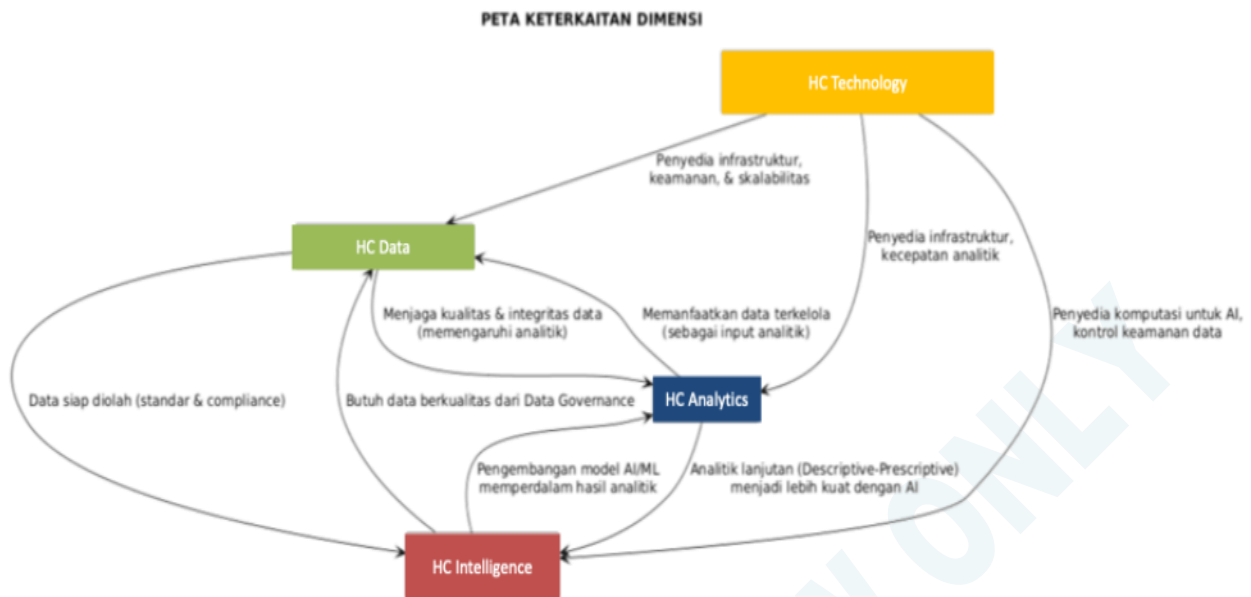 PETA KETERKAITAN DIMENSI
HC Technology
Penyedia infrastruktur,
keamanan, & skalabilitas
HC Data
Penyedia infrastruktur,
kecepatan analitik
Menjaga kualitas & integritas data
(memengaruhi analitik)
Memanfaatkan data terkelola
(sebagai input analitik)
Penyedia komputasi untuk AI,
kontrol keamanan data
Data siap diolah (standar & compliance)
Butuh data berkualitas dari Data Governance
HC Analytics
Pengembangan model AI/ML
memperdalam hasil analitik
Analitik lanjutan (Descriptive-Prescriptive)
menjadi lebih kuat dengan AI
HC Intelligence
ONLY